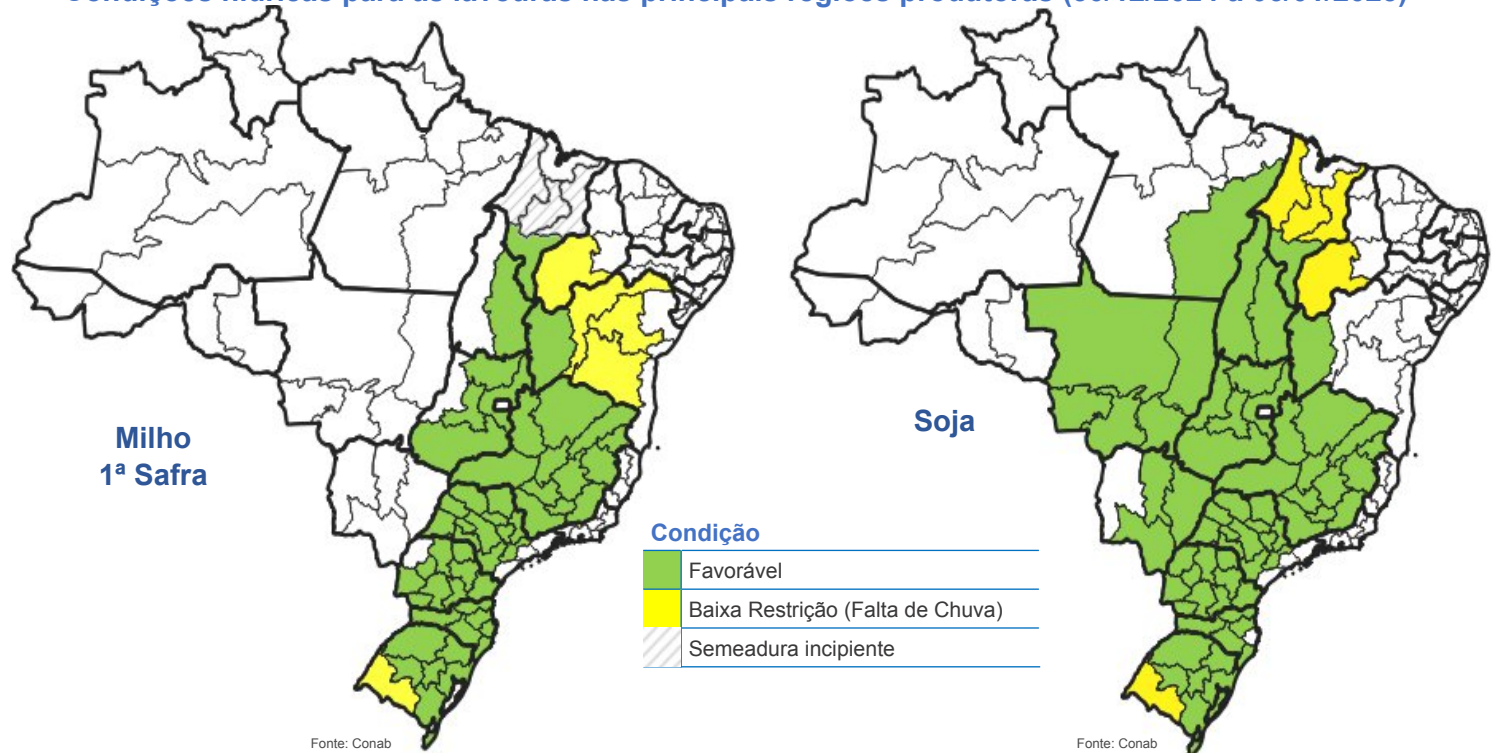 Milho
1ª Safra
Soja
Condição
Favorável
Baixa Restrição (Falta de Chuva)
Semeadura incipiente
Fonte: Conab
Fonte: Conab